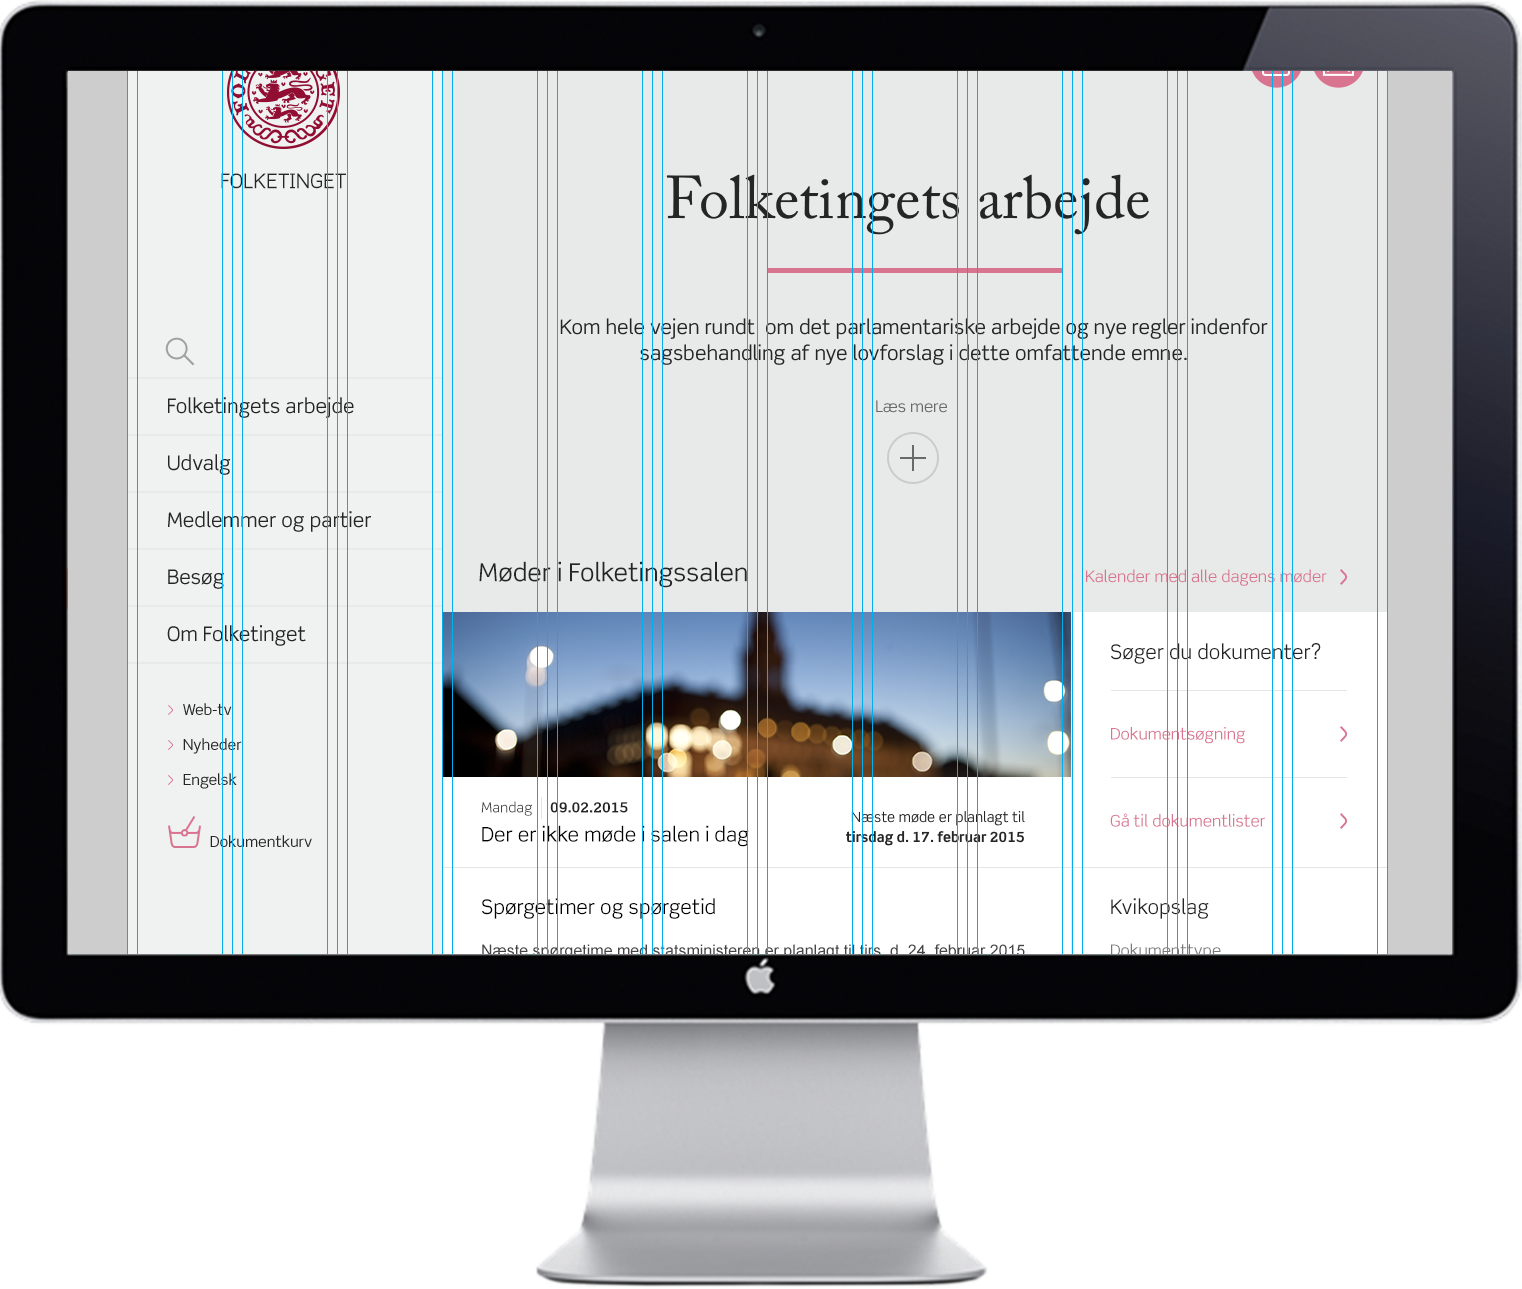 FOLKETINGET
Folketingets arbejde
Udvalg
Medlemmer og partier
Besøg
Om Folketinget
Web-tv
Nyheder
Engelsk
Dokumentkurv
Folketingets arbejde
Kom hele vejen rundt om det parlamentariske arbejde og nye regler indenfor
sagsbehandling af nye lovforslag i dette omfattende emne.
Læs mere
Møder i Folketingssalen
Kalender med alle dagens møder
Mandag 09.02.2015
Der er ikke møde i salen i dag
Næste møde er planlagt til
tirsdag d. 17. februar 2015
Spørgetimer og spørgetid
Næste spørgetime med statsministeren er planlagt til tirs. d. 24. februar 2015
Søger du dokumenter?
Dokumentsøgning
Gå til dokumentlister
Kvikopslag
Dokumenttype